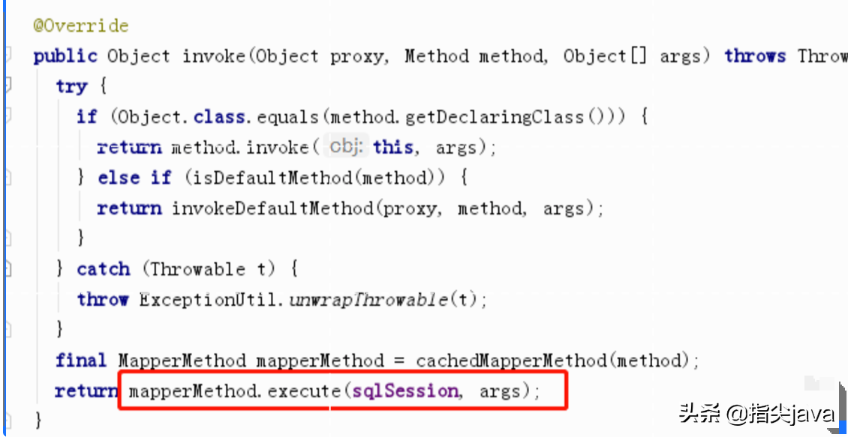 @Override
public Object invoke(Object proxy, Method method, Object[] args) throws Throw
try {
if (Object.class.equals(method.getDeclaringClass())) {
return method.invoke( obj: this, args);
} else if (isDefaultMethod(method)) {
return invokeDefaultMethod(proxy, method, args);
}
} catch (Throwable t) {
throw ExceptionUtil.unwrapThrowable(t);
}
final MapperMethod mapperMethod = cachedMapperMethod(method);
return mapperMethod.execute(sqlSession, args);
}
头条 @指尖java